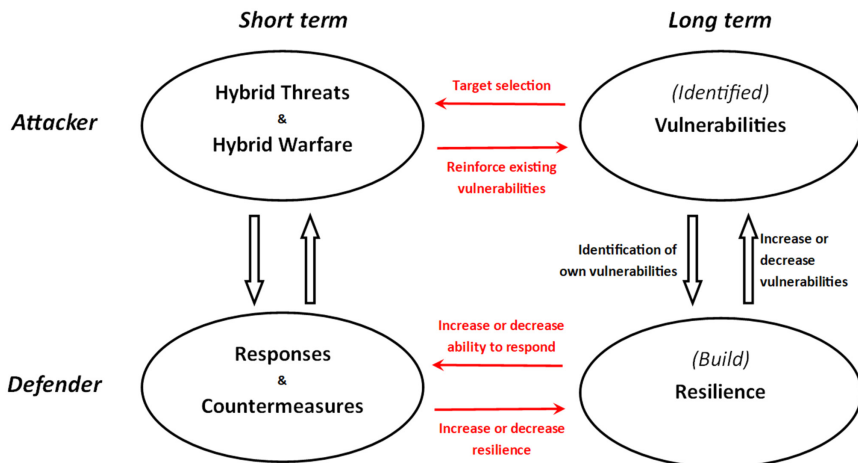 Short term
Long term
Attacker
Hybrid Threats
&
Hybrid Warfare
Target selection
Reinforce existing
vulnerabilities
(Identified)
Vulnerabilities
Identification of
own vulnerabilities
Increase or
decrease
vulnerabilities
Defender
Responses
&
Countermeasures
Increase or decrease
ability to respond
Increase or decrease
resilience
(Build)
Resilience